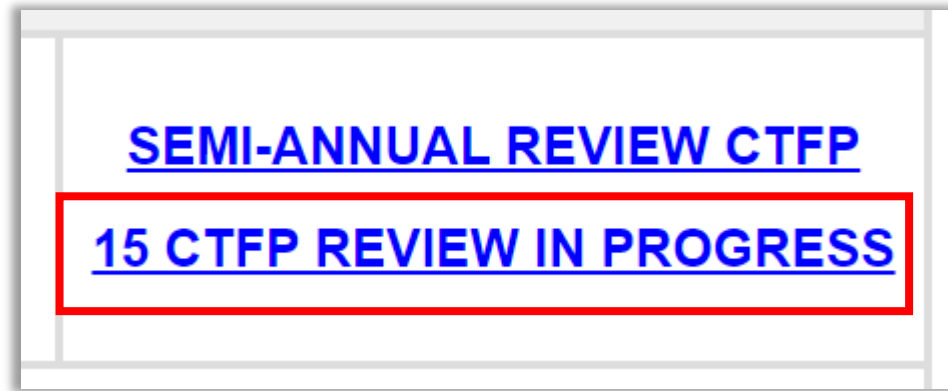 SEMI-ANNUAL REVIEW CTFP
15 CTFP REVIEW IN PROGRESS